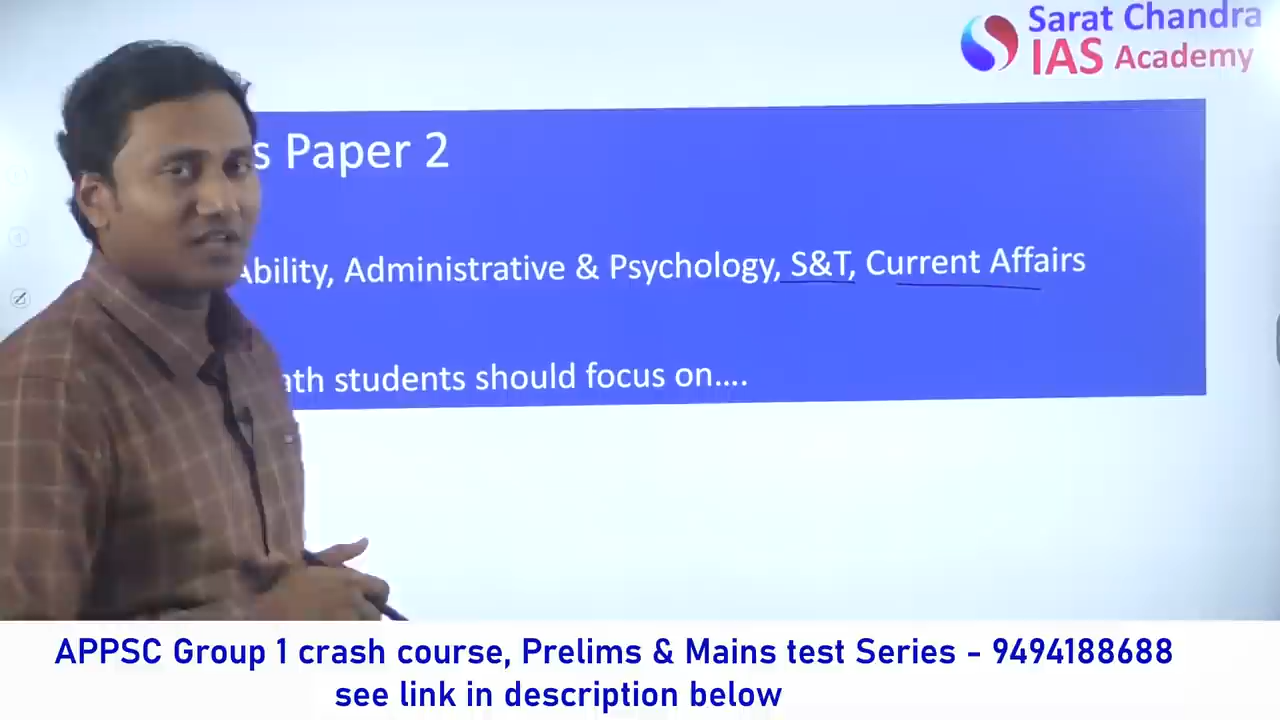 Sarat Chandra
IAS Academy
s Paper 2
Ability, Administrative & Psychology, S&T, Current Affairs
ath students should focus on....
APPSC Group 1 crash course, Prelims & Mains test Series - 9494188688
see link in description below